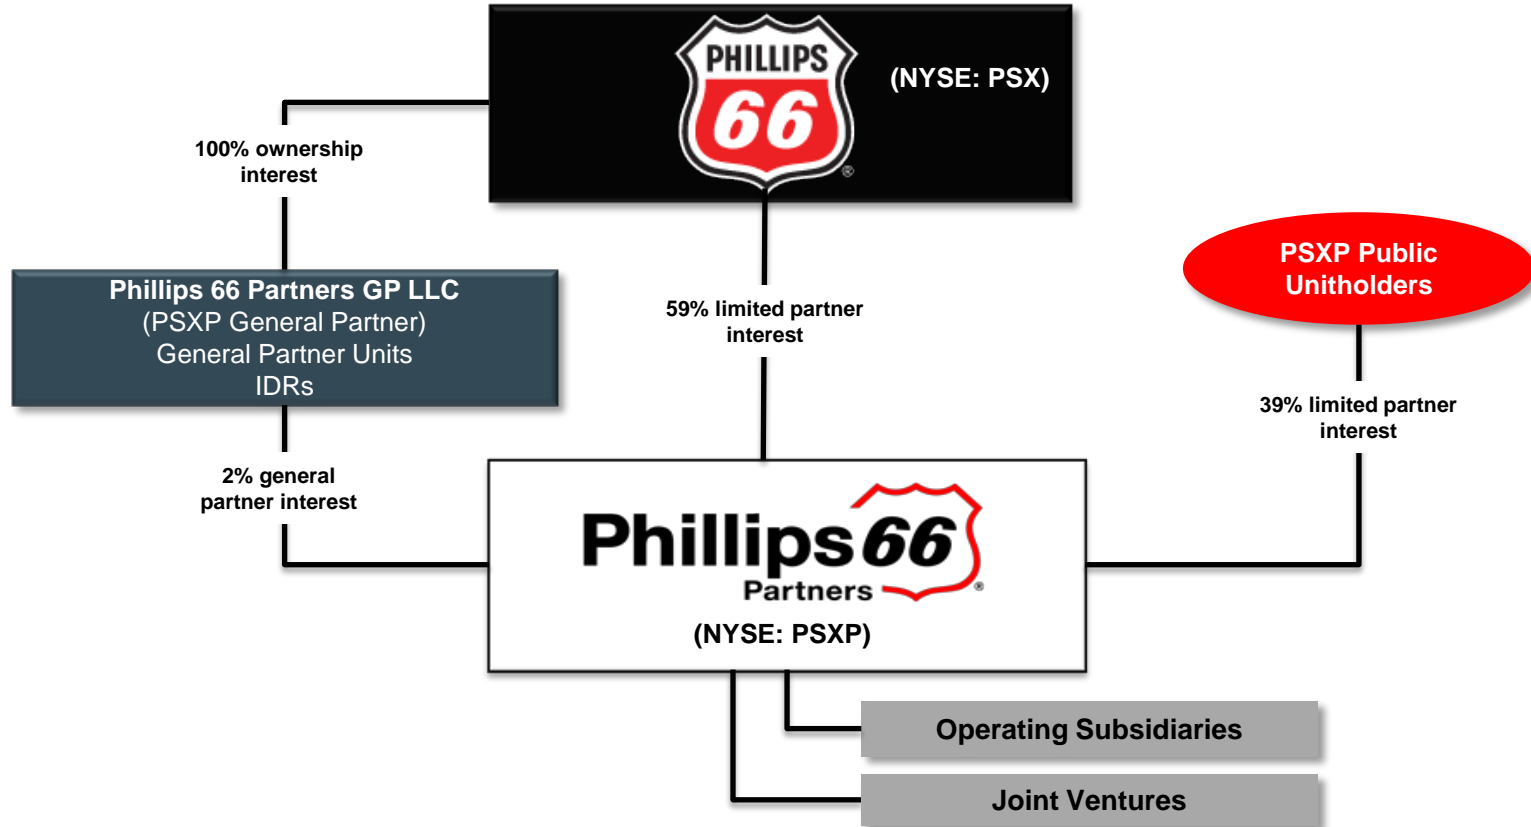 PHILLIPS
66
®
(NYSE: PSX)
100% ownership
interest
Phillips 66 Partners GP LLC
(PSXP General Partner)
General Partner Units
IDRs
59% limited partner
interest
PSXP Public
Unitholders
39% limited partner
interest
2% general
partner interest
Phillips 66
Partners ®
(NYSE: PSXP)
Operating Subsidiaries
Joint Ventures